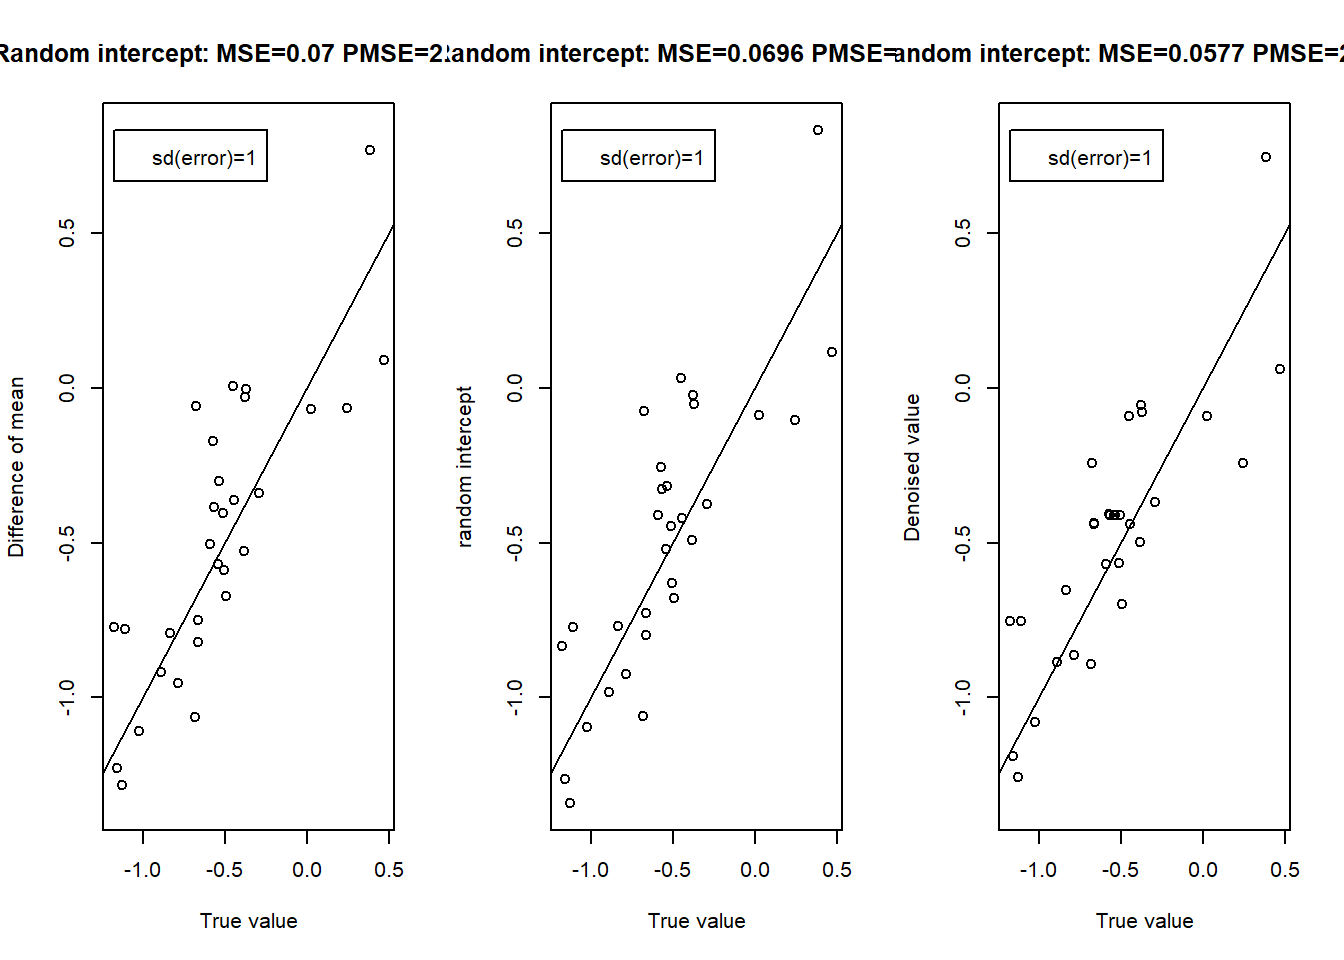 Random intercept: MSE=0.07 PMSE=2
andom intercept: MSE=0.0696 PMSE=
andom intercept: MSE=0.0577 PMSE=2
sd(error)=1
sd(error)=1
sd(error)=1
Difference of mean
0.5
0.0
-0.5
-1.0
-1.0 -0.5 0.0 0.5
True value
random intercept
0.5
0.0
-0.5
-1.0
-1.0 -0.5 0.0 0.5
True value
Denoised value
0.5
0.0
-0.5
-1.0
-1.0 -0.5 0.0 0.5
True value